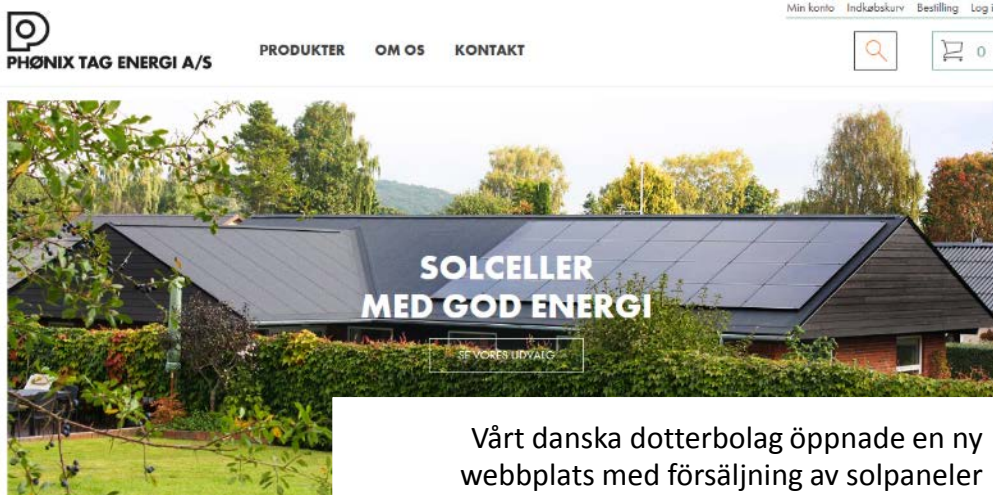 Min konto Indkøbskurv Bestilling Log i
PHØNIX TAG ENERGI A/S
PRODUKTER OM OS KONTAKT
0
SOLCELLER
MED GOD ENERGI
SE VORES UDVALG
Vårt danska dotterbolag öppnade en ny
webbplats med försäljning av solpaneler